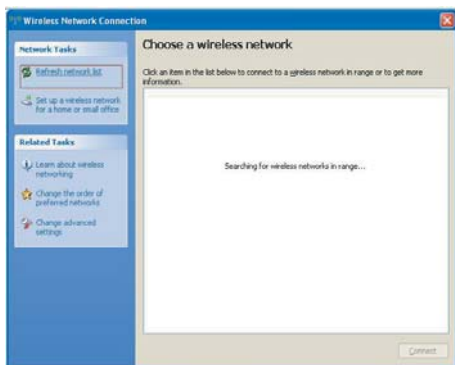 Wireless Network Connection
Network Tasks
Refresh network list
Set up a wireless network
for a home or small office
Related Tasks
Learn about wireless
networking
Change the order of
preferred networks
Change advanced
settings
Choose a wireless network
Click an item in the list below to connect to a wireless network in range or to get more
information.
Searching for wireless networks in range...
Connect